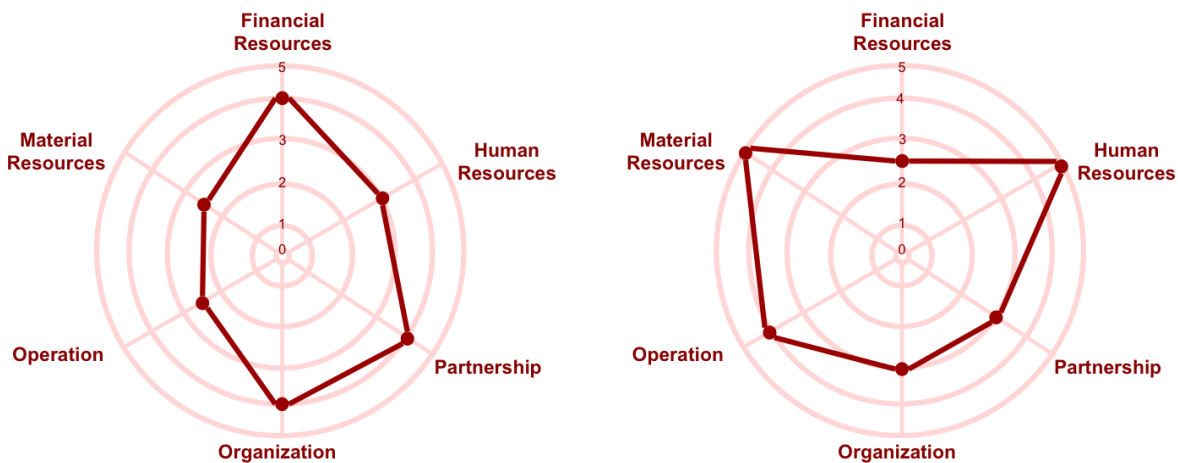 Financial
Resources
5
3
2
1
0
Material
Resources
Human
Resources
Operation
Partnership
Organization
Financial
Resources
5
4
3
2
1
0
Material
Resources
Human
Resources
Operation
Partnership
Organization